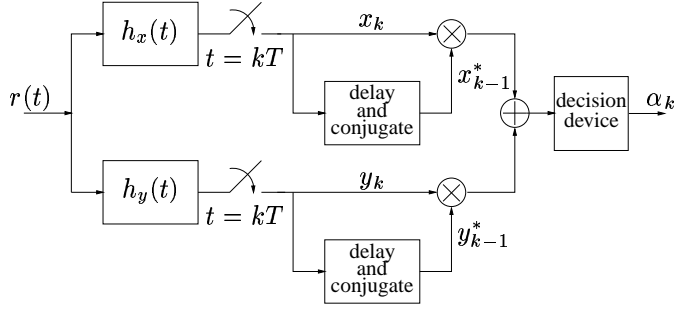 h_x(t)
t = kT
x_k
x^*_{k-1}
delay
and
conjugate
r(t)
decision
device
α_k
h_y(t)
t = kT
y_k
y^*_{k-1}
delay
and
conjugate